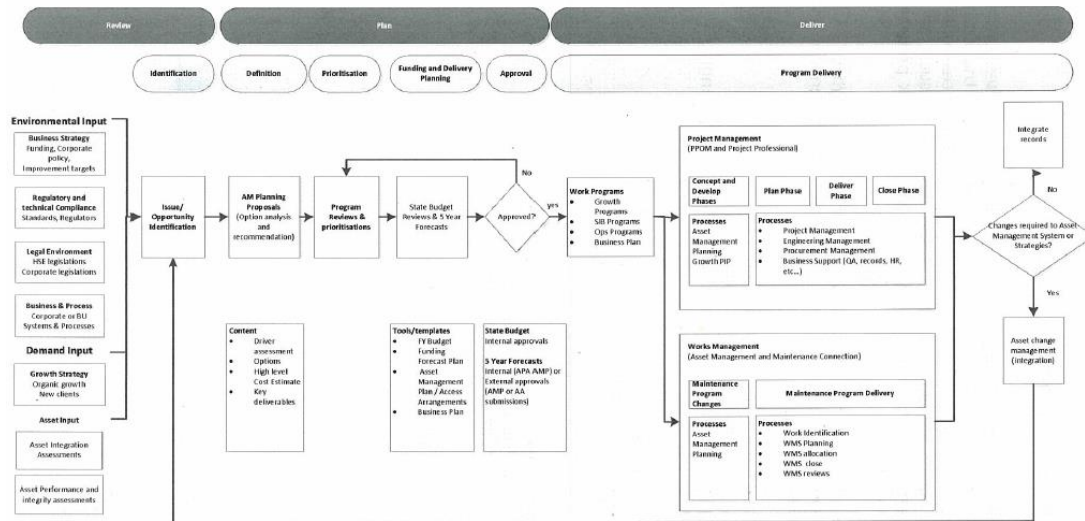 Review
Plan
Deliver
Identification
Definition
Prioritisation
Funding and Delivery
Planning
Approval
Program Delivery
Environmental Input
Business Strategy
Funding, Corporate
policy,
Improvement targets
Regulatory and
technical Compliance
Standards, Regulators
Legal Environment
HSE legislations
Corporate legislations
Business & Process
Corporate or BU
Systems & Processes
Demand Input
Growth Strategy
Organic growth
New clients
Asset Input
Asset Integration
Assessments
Asset Performance and
integrity assessments
Issue/
Opportunity
Identification
AM Planning
Proposals
(Option analysis
and
recommendation)
Program
Reviews &
prioritisations
State Budget
Reviews & 5 Year
Forecasts
No
Approved?
yes
Work Programs
• Growth
Programs
• SIB Programs
• Ops Programs
• Business Plan
Content
• Driver
assessment
• Options
• High level
Cost Estimate
• Key
deliverables
Tools/templates
• FY Budget
• Funding
Forecast Plan
• Asset
Management
Plan / Access
Arrangements
• Business Plan
State Budget
Internal approvals
5 Year Forecasts
Internal (APA AMP) or
External approvals
(AMP or AA
submissions)
Project Management
(PPDM and Project Professional)
Concept and
Develop
Phases
Plan Phase
Deliver
Phase
Close Phase
Processes
Asset
Management
Planning
Growth PIP
Processes
• Project Management
• Engineering Management
• Procurement Management
• Business Support (QA, records, HR,
etc...)
Works Management
(Asset Management and Maintenance Connection)
Maintenance
Program
Changes
Maintenance Program Delivery
Processes
Asset
Management
Planning
Processes
• Work Identification
• WMS Planning
• WMS allocation
• WMS close
• WMS reviews
Integrate
records
No
Changes required to Asset
Management System or
Strategies?
Yes
Asset change
management
(integration)